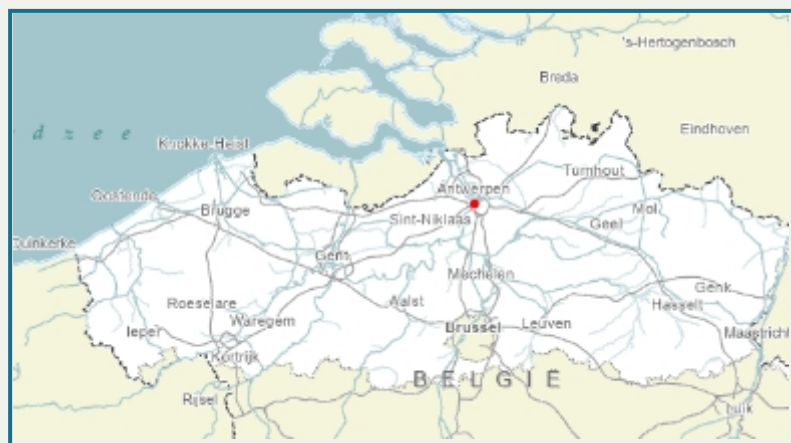 's-Hertogenbosch
Breda
Eindhoven
d z e e
Knokke-Heist
Turnhout
Antwerpen
Oostende
Brugge
Mol
Sint-Niklaas
Geel
Duinkerke
Gent
Mechelen
Genk
Roeselare
Aalst
Hasselt
Ieper
Waregem
Brussel
Leuven
Maastricht
Kortrijk
BELGIË
Rijsel
Luik